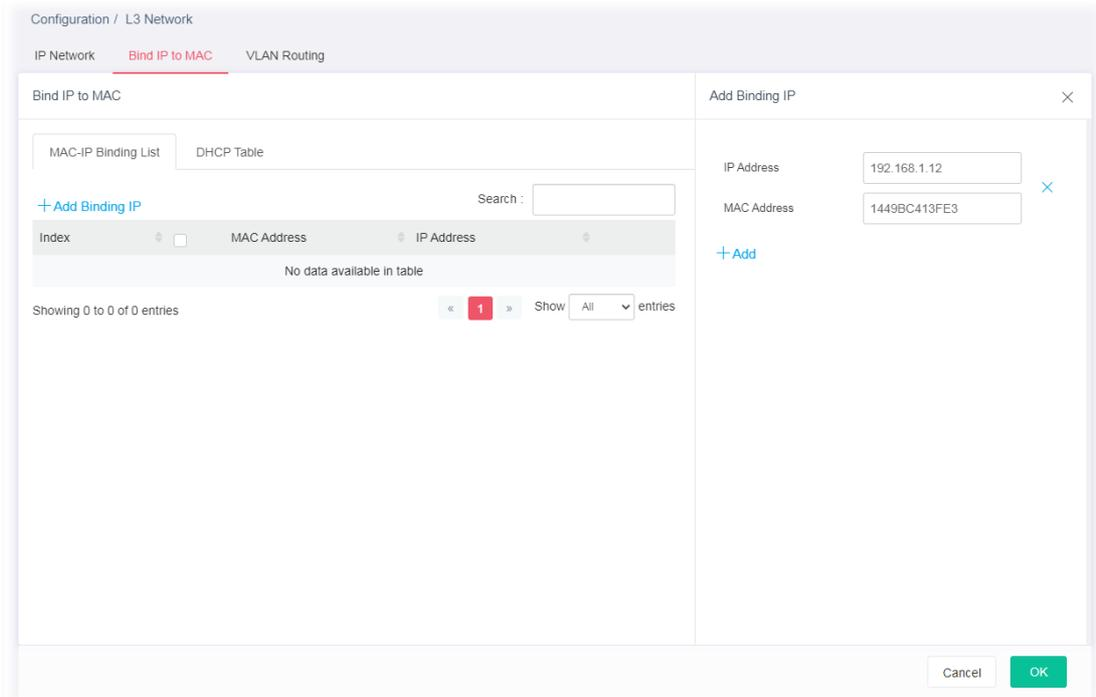 Configuration / L3 Network
IP Network Bind IP to MAC VLAN Routing
Bind IP to MAC
MAC-IP Binding List DHCP Table
+Add Binding IP
Search :
Index MAC Address IP Address
No data available in table
Showing 0 to 0 of 0 entries
« 1 » Show All entries
Add Binding IP
IP Address 192.168.1.12
MAC Address 1449BC413FE3
+Add
Cancel OK